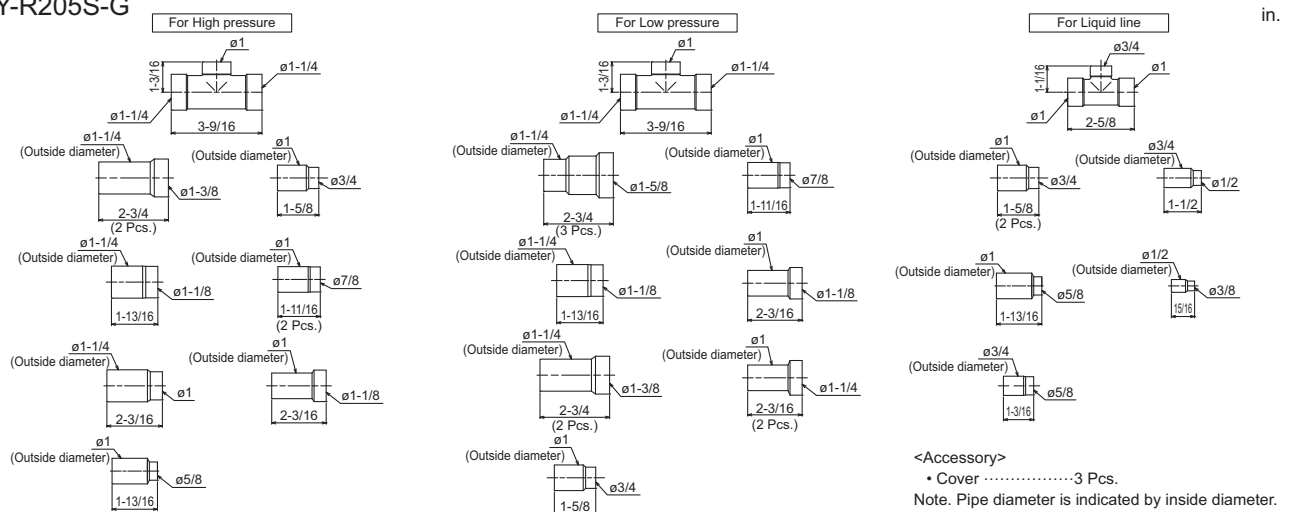 Y-R205S-G
in.
For High pressure
ø1
1-3/16
ø1-1/4
ø1-1/4
3-9/16
ø1-1/4
(Outside diameter)
ø1-3/8
2-3/4
(2 Pcs.)
ø1
(Outside diameter)
ø3/4
1-5/8
ø1-1/4
(Outside diameter)
ø1-1/8
1-13/16
ø1
(Outside diameter)
ø7/8
1-11/16
(2 Pcs.)
ø1-1/4
(Outside diameter)
ø1
2-3/16
ø1
(Outside diameter)
ø1-1/8
2-3/16
ø1
(Outside diameter)
ø5/8
1-13/16
For Low pressure
ø1
1-3/16
ø1-1/4
ø1-1/4
3-9/16
ø1-1/4
(Outside diameter)
ø1-5/8
2-3/4
(3 Pcs.)
ø1
(Outside diameter)
ø7/8
1-11/16
ø1-1/4
(Outside diameter)
ø1-1/8
1-13/16
ø1
(Outside diameter)
ø1-1/8
2-3/16
ø1-1/4
(Outside diameter)
ø1-3/8
2-3/4
(2 Pcs.)
ø1
(Outside diameter)
ø1-1/4
2-3/16
(2 Pcs.)
ø1
(Outside diameter)
ø3/4
1-5/8
For Liquid line
ø3/4
1-1/16
ø1
ø1
2-5/8
ø1
(Outside diameter)
ø3/4
1-5/8
(2 Pcs.)
ø3/4
(Outside diameter)
ø1/2
1-1/2
ø1
(Outside diameter)
ø5/8
1-13/16
ø1/2
(Outside diameter)
ø3/8
15/16
ø3/4
(Outside diameter)
ø5/8
1-3/16
<Accessory>
• Cover ·················3 Pcs.
Note. Pipe diameter is indicated by inside diameter.